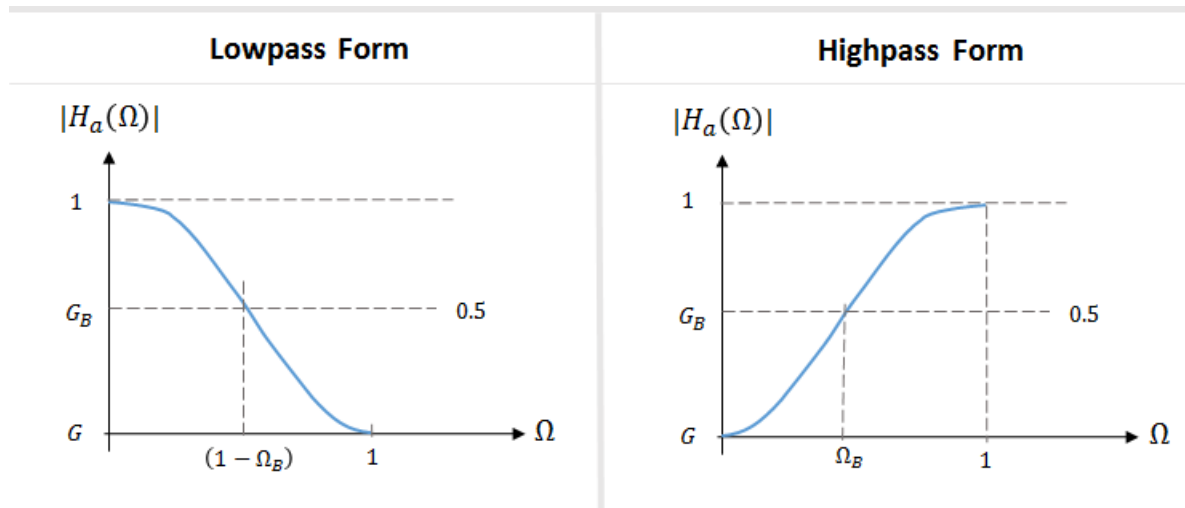 Lowpass Form
|H_a(Ω)|
1
G_B
0.5
G
(1 − Ω_B)
1
Ω
Highpass Form
|H_a(Ω)|
1
G_B
0.5
G
Ω_B
1
Ω